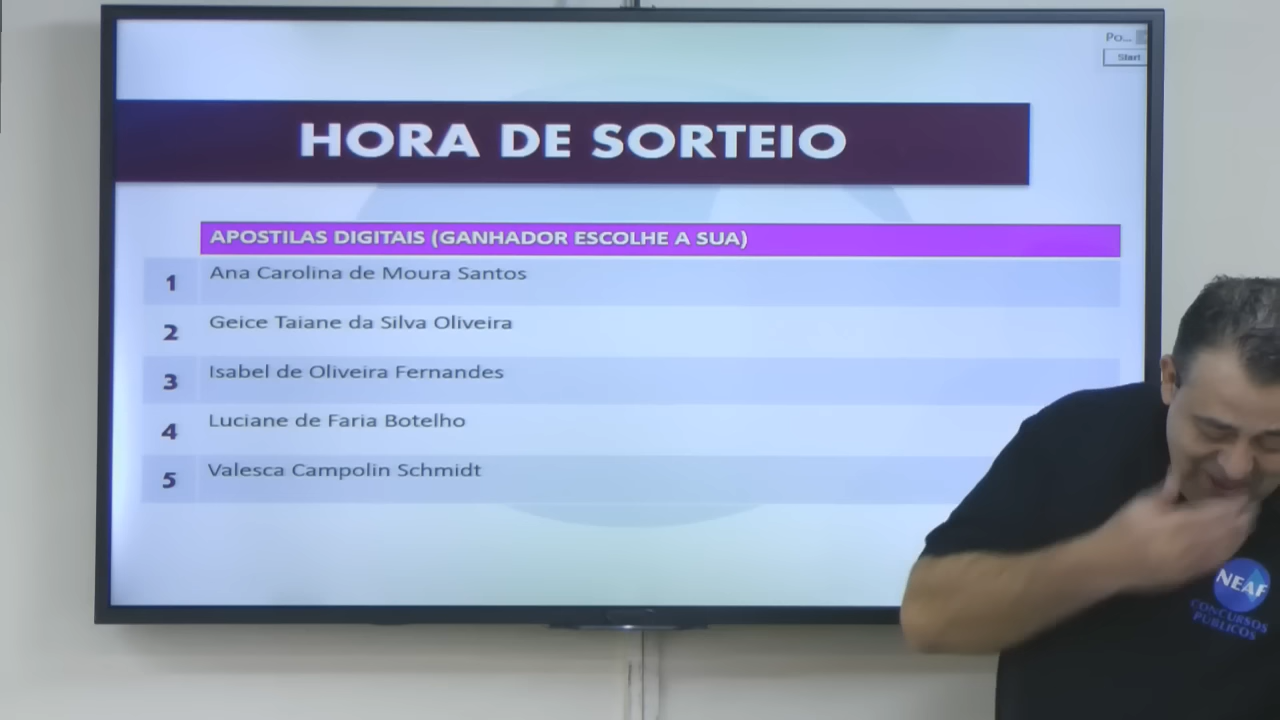 Po...
Start
HORA DE SORTEIO
APOSTILAS DIGITAIS (GANHADOR ESCOLHE A SUA)
1 Ana Carolina de Moura Santos
2 Geice Taiane da Silva Oliveira
3 Isabel de Oliveira Fernandes
4 Luciane de Faria Botelho
5 Valesca Campolin Schmidt
NEAF
CONCURSOS
PÚBLICOS